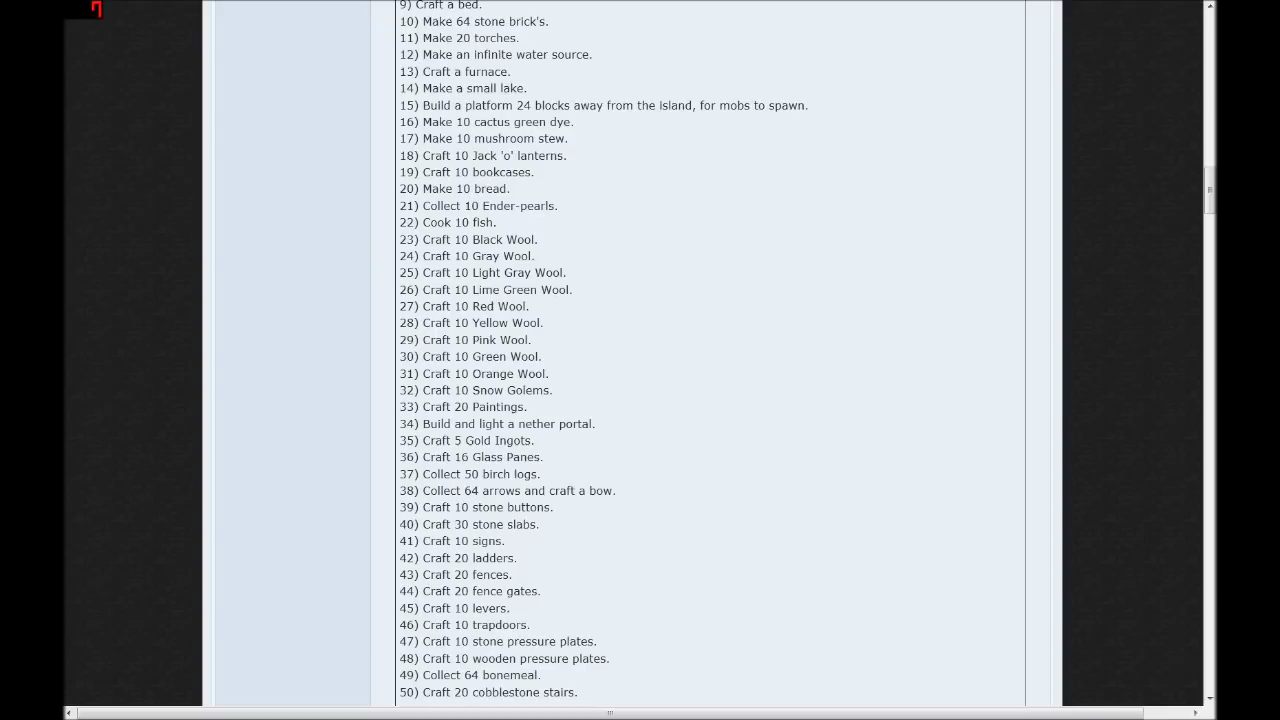 9) Craft a bed.
10) Make 64 stone brick's.
11) Make 20 torches.
12) Make an infinite water source.
13) Craft a furnace.
14) Make a small lake.
15) Build a platform 24 blocks away from the island, for mobs to spawn.
16) Make 10 cactus green dye.
17) Make 10 mushroom stew.
18) Craft 10 Jack 'o' lanterns.
19) Craft 10 bookcases.
20) Make 10 bread.
21) Collect 10 Ender-pearls.
22) Cook 10 fish.
23) Craft 10 Black Wool.
24) Craft 10 Gray Wool.
25) Craft 10 Light Gray Wool.
26) Craft 10 Lime Green Wool.
27) Craft 10 Red Wool.
28) Craft 10 Yellow Wool.
29) Craft 10 Pink Wool.
30) Craft 10 Green Wool.
31) Craft 10 Orange Wool.
32) Craft 10 Snow Golems.
33) Craft 20 Paintings.
34) Build and light a nether portal.
35) Craft 5 Gold Ingots.
36) Craft 16 Glass Panes.
37) Collect 50 birch logs.
38) Collect 64 arrows and craft a bow.
39) Craft 10 stone buttons.
40) Craft 30 stone slabs.
41) Craft 10 signs.
42) Craft 20 ladders.
43) Craft 20 fences.
44) Craft 20 fence gates.
45) Craft 10 levers.
46) Craft 10 trapdoors.
47) Craft 10 stone pressure plates.
48) Craft 10 wooden pressure plates.
49) Collect 64 bonemeal.
50) Craft 20 cobblestone stairs.